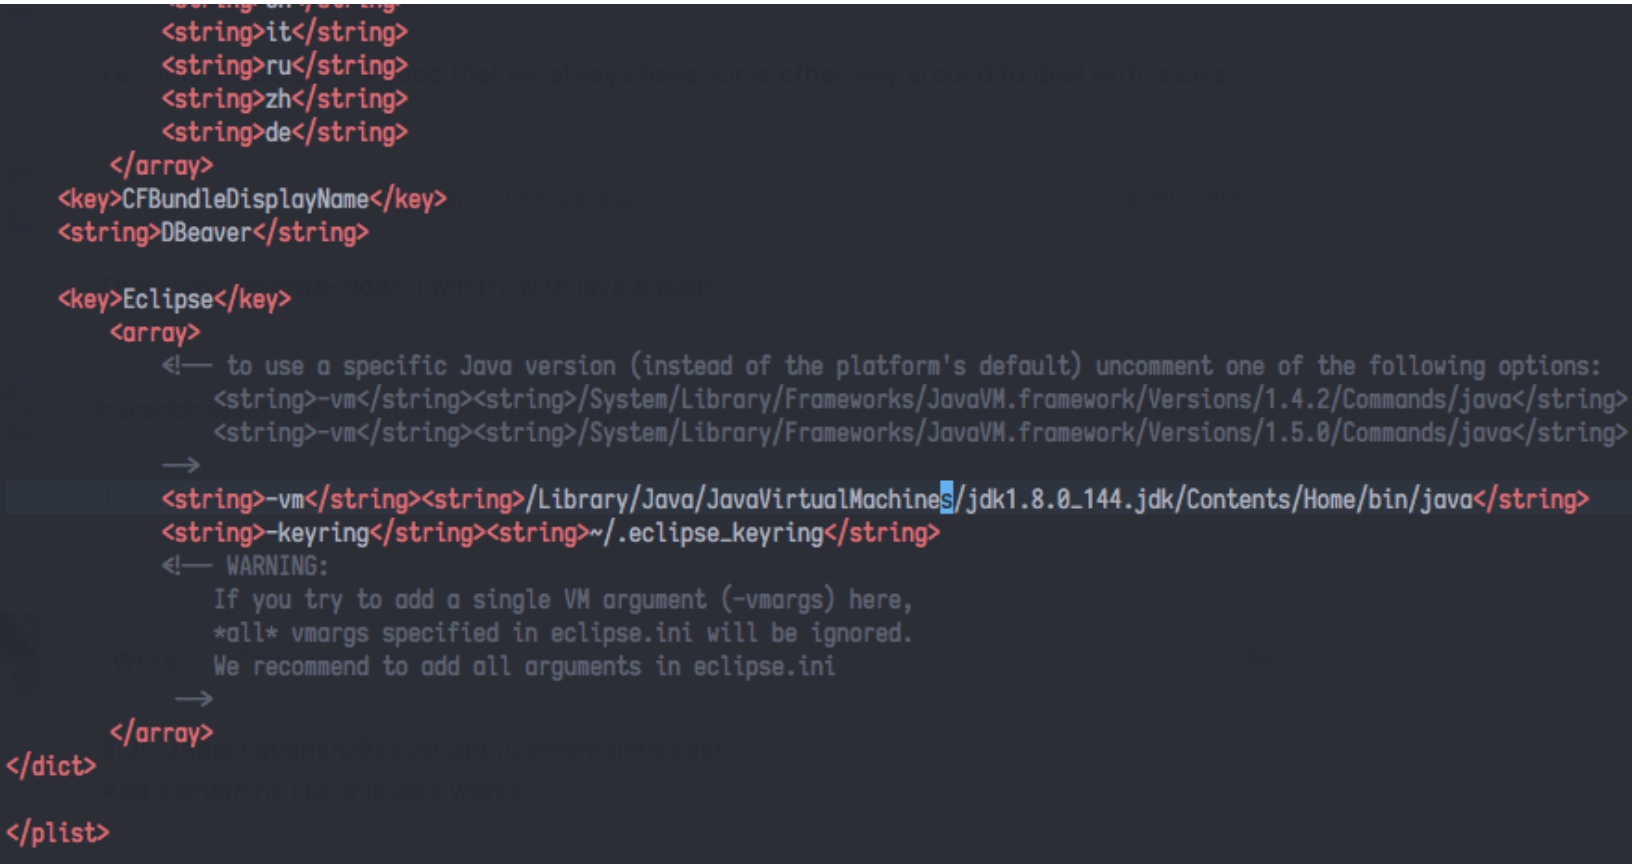 <string>it</string>
<string>ru</string>
<string>zh</string>
<string>de</string>
</array>
<key>CFBundleDisplayName</key>
<string>DBeaver</string>
<key>Eclipse</key>
<array>
<!-- to use a specific Java version (instead of the platform's default) uncomment one of the following options:
<string>-vm</string><string>/System/Library/Frameworks/JavaVM.framework/Versions/1.4.2/Commands/java</string>
<string>-vm</string><string>/System/Library/Frameworks/JavaVM.framework/Versions/1.5.0/Commands/java</string>
-->
<string>-vm</string><string>/Library/Java/JavaVirtualMachines/jdk1.8.0_144.jdk/Contents/Home/bin/java</string>
<string>-keyring</string><string>~/.eclipse_keyring</string>
<!-- WARNING:
If you try to add a single VM argument (-vmargs) here,
*all* vmargs specified in eclipse.ini will be ignored.
We recommend to add all arguments in eclipse.ini
-->
</array>
</dict>
</plist>